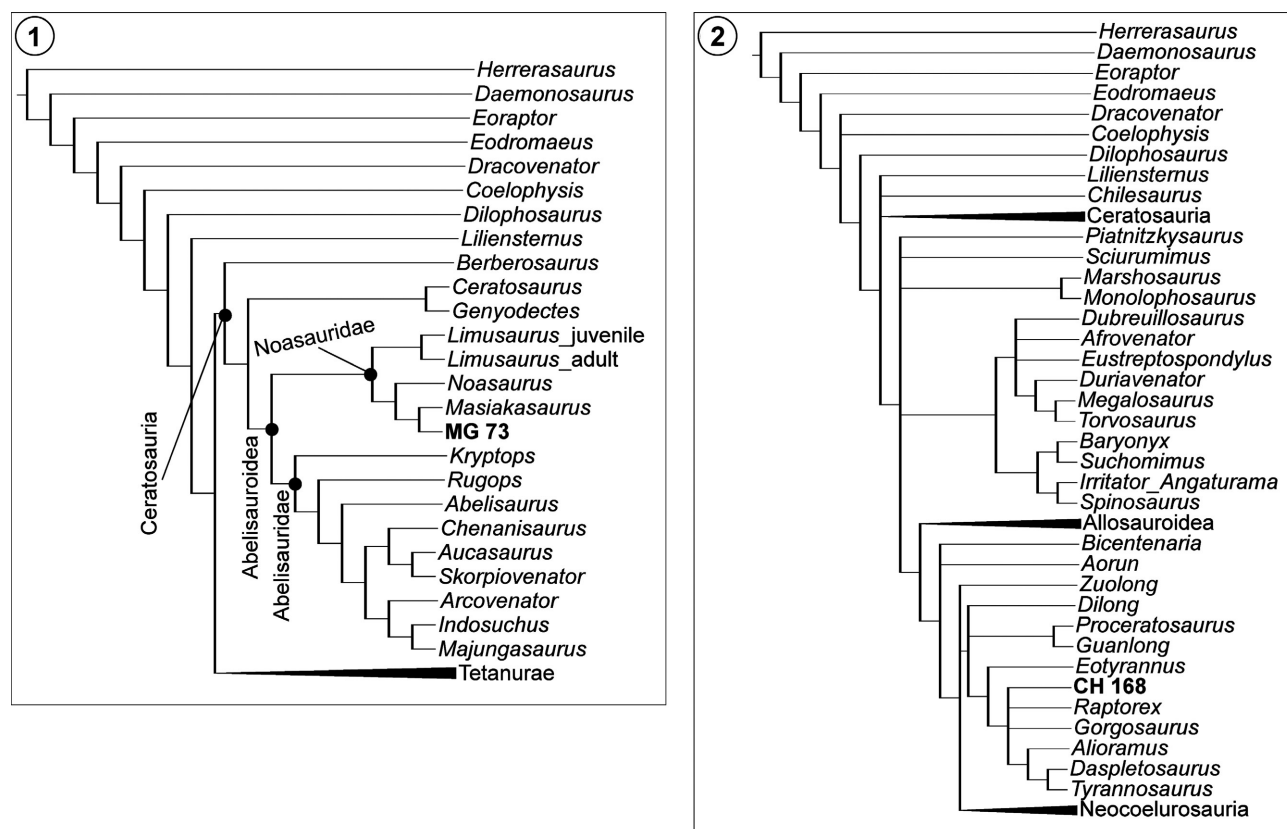 1
Herrerasaurus
Daemonosaurus
Eoraptor
Eodromaeus
Dracovenator
Coelophysis
Dilophosaurus
Liliensternus
Berberosaurus
Ceratosaurus
Genyodectes
Limusaurus_juvenile
Limusaurus_adult
Noasaurus
Masiakasaurus
MG 73
Kryptops
Rugops
Abelisaurus
Chenanisaurus
Aucasaurus
Skorpiovenator
Arcovenator
Indosuchus
Majungasaurus
Tetanurae
Noasauridae
Ceratosauria
Abelisauroidea
Abelisauridae
2
Herrerasaurus
Daemonosaurus
Eoraptor
Eodromaeus
Dracovenator
Coelophysis
Dilophosaurus
Liliensternus
Chilesaurus
Ceratosauria
Piatnitzkysaurus
Sciurumimus
Marshosaurus
Monolophosaurus
Dubreuillosaurus
Afrovenator
Eustreptospondylus
Duriavenator
Megalosaurus
Torvosaurus
Baryonyx
Suchomimus
Irritator_Angaturama
Spinosaurus
Allosauroidea
Bicentenaria
Aorun
Zuolong
Dilong
Proceratosaurus
Guanlong
Eotyrannus
CH 168
Raptorex
Gorgosaurus
Alioramus
Daspletosaurus
Tyrannosaurus
Neocoelurosauria